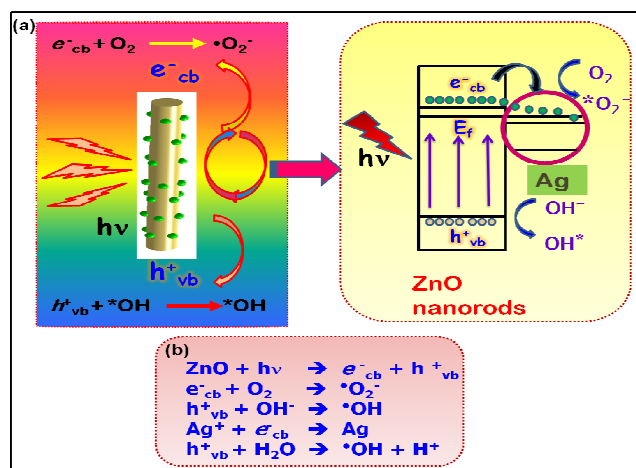 (a)
e⁻cb + O₂ → •O₂⁻
e⁻cb
hν
h⁺vb
h⁺vb + *OH → *OH
hν
e⁻cb
Ef
h⁺vb
O₂
*O₂⁻
Ag
OH⁻
OH*
ZnO
nanorods
(b)
ZnO + hν → e⁻cb + h⁺vb
e⁻cb + O₂ → •O₂⁻
h⁺vb + OH⁻ → •OH
Ag⁺ + e⁻cb → Ag
h⁺vb + H₂O → •OH + H⁺